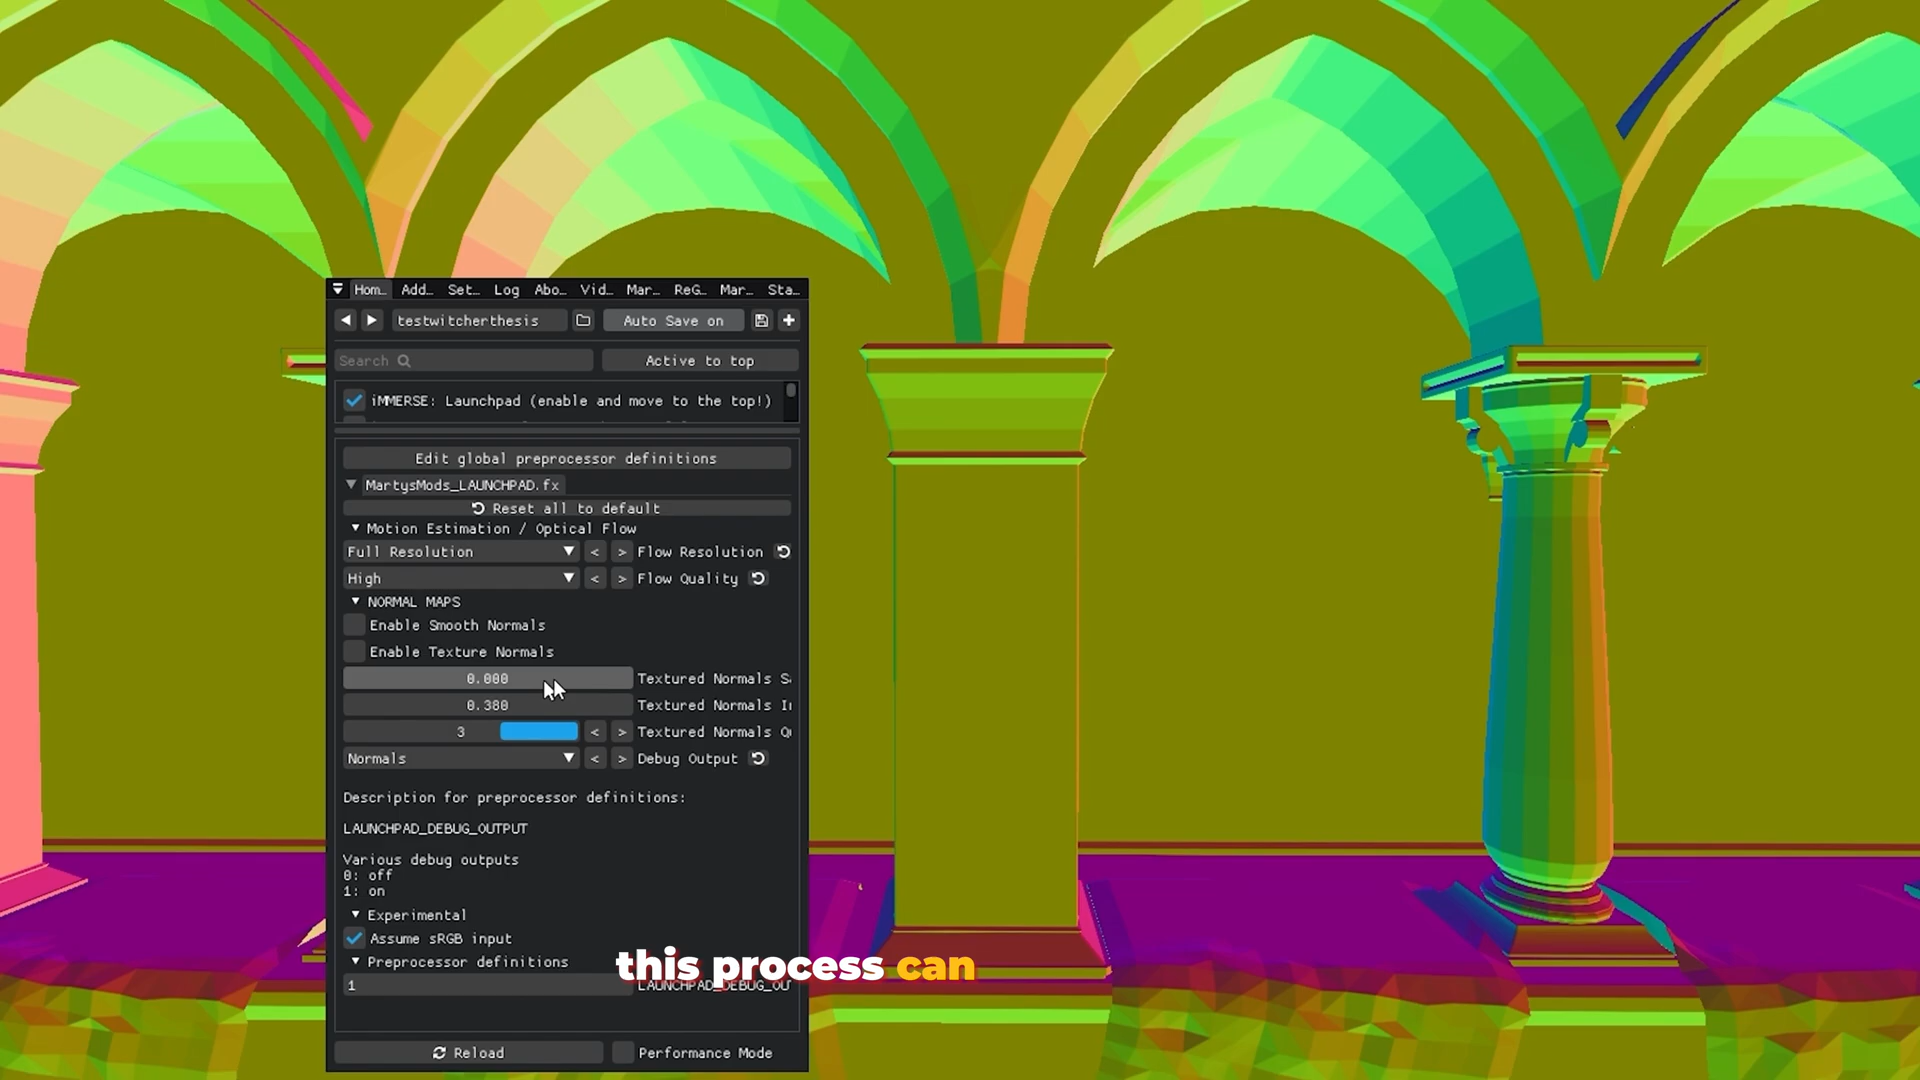 Hom… Add… Set… Log Abo… Vid… Mar… ReG… Mar… Sta…
testwitcherthesis Auto Save on
Search Active to top
iMMERSE: Launchpad (enable and move to the top!)
Edit global preprocessor definitions
MartysMods_LAUNCHPAD.fx
Reset all to default
Motion Estimation / Optical Flow
Full Resolution < > Flow Resolution
High < > Flow Quality
NORMAL MAPS
Enable Smooth Normals
Enable Texture Normals
0.000 Textured Normals
0.380 Textured Normals
3 < > Textured Normals
Normals < > Debug Output
Description for preprocessor definitions:
LAUNCHPAD_DEBUG_OUTPUT
Various debug outputs
0: off
1: on
Experimental
Assume sRGB input
Preprocessor definitions
this process can
1 LAUNCHPAD_DEBUG_OU
Reload Performance Mode